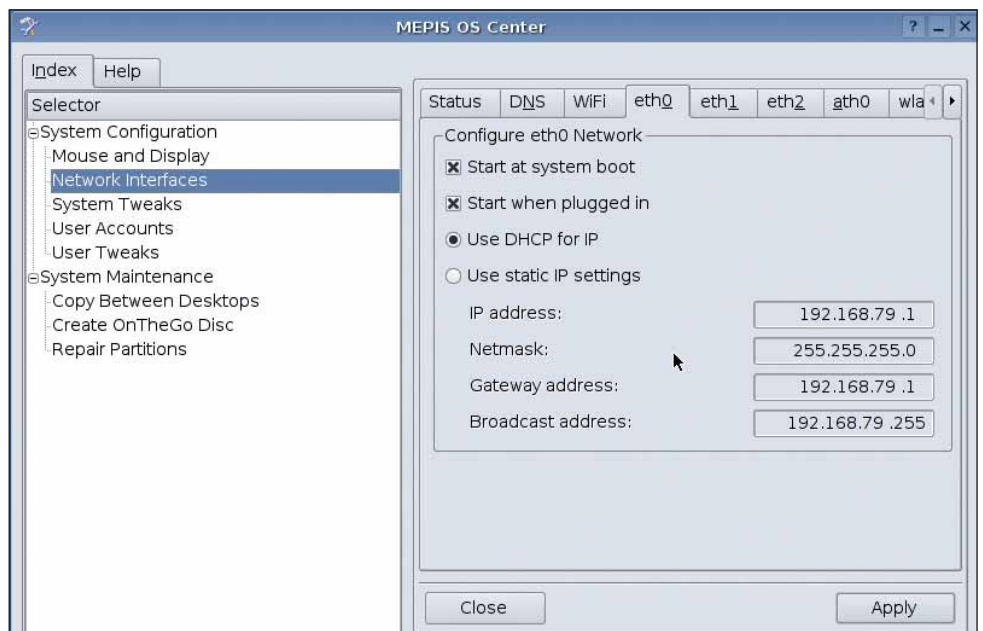 MEPIS OS Center
Index Help
Selector
System Configuration
Mouse and Display
Network Interfaces
System Tweaks
User Accounts
User Tweaks
System Maintenance
Copy Between Desktops
Create OnTheGo Disc
Repair Partitions
Status DNS WiFi eth0 eth1 eth2 ath0 wla
Configure eth0 Network
Start at system boot
Start when plugged in
Use DHCP for IP
Use static IP settings
IP address: 192.168.79 .1
Netmask: 255.255.255.0
Gateway address: 192.168.79 .1
Broadcast address: 192.168.79 .255
Close Apply